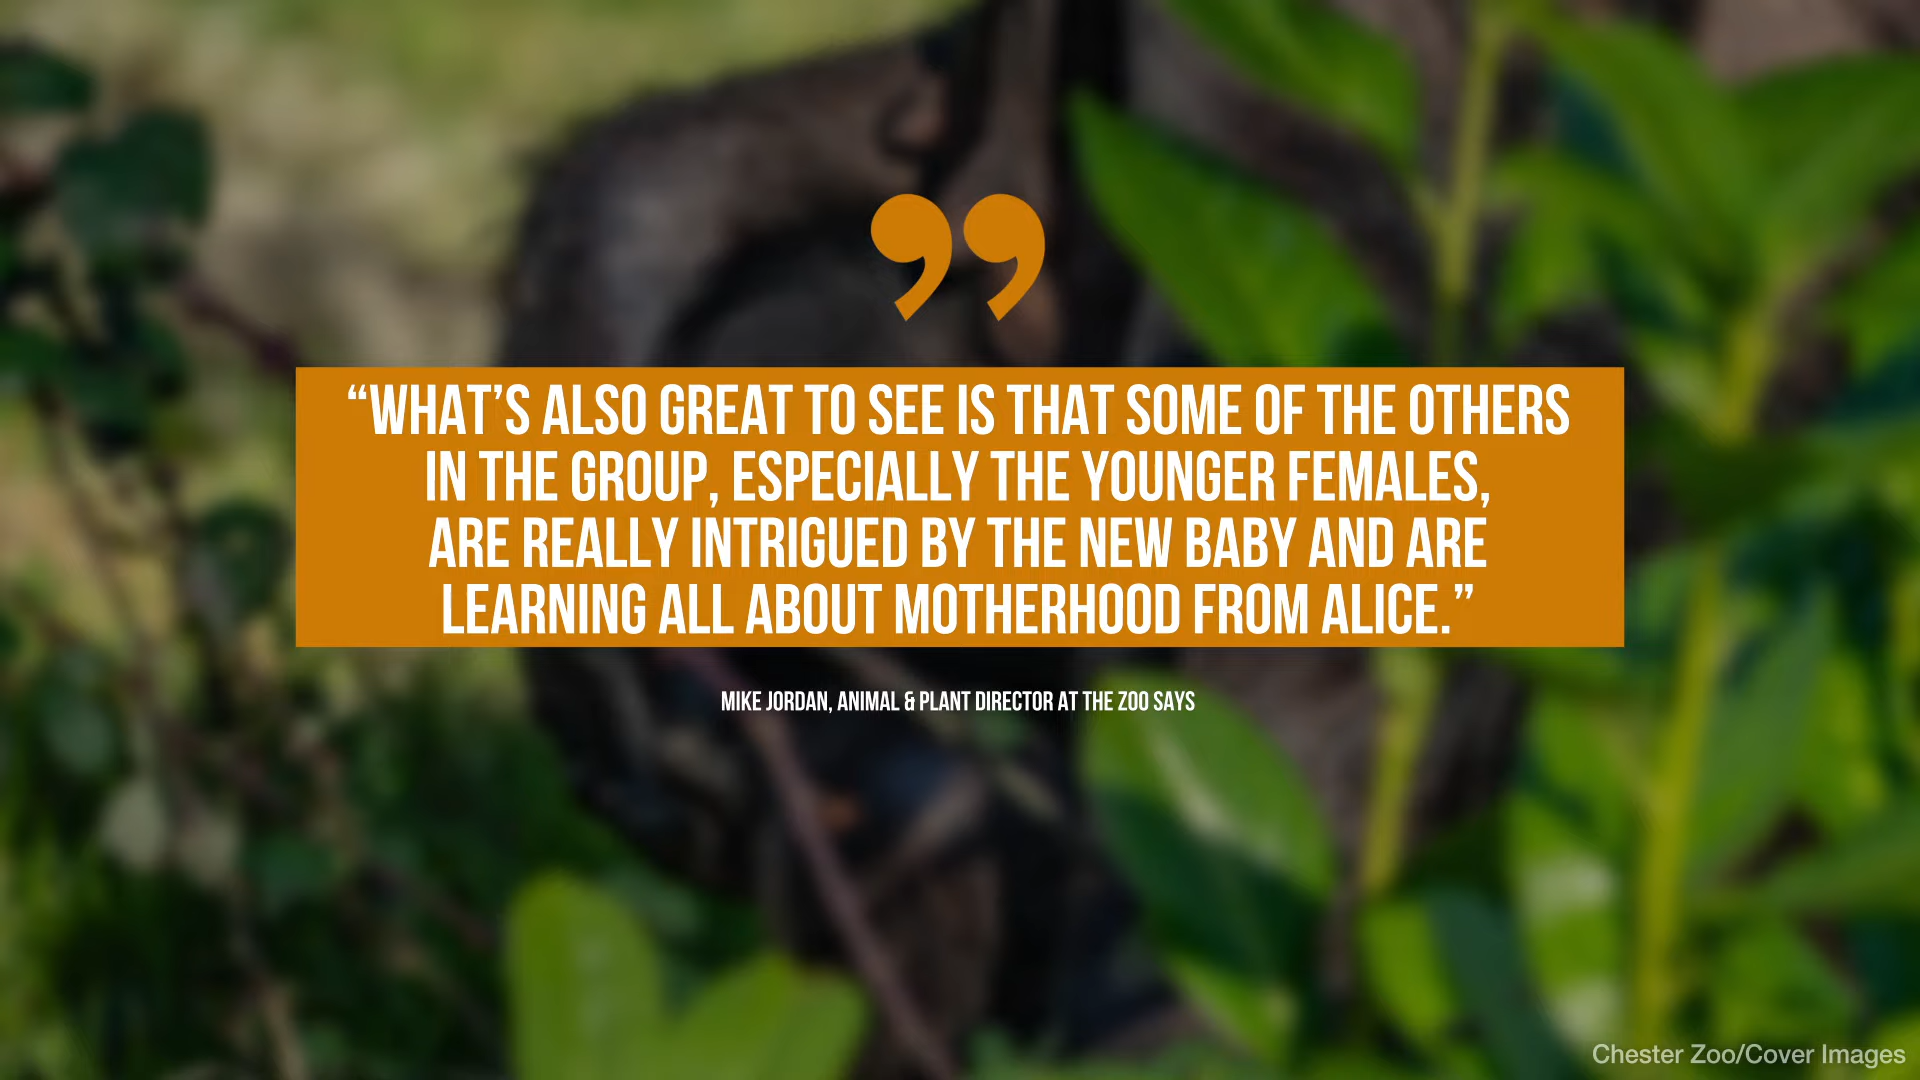 ”
“WHAT’S ALSO GREAT TO SEE IS THAT SOME OF THE OTHERS
IN THE GROUP, ESPECIALLY THE YOUNGER FEMALES,
ARE REALLY INTRIGUED BY THE NEW BABY AND ARE
LEARNING ALL ABOUT MOTHERHOOD FROM ALICE.”
MIKE JORDAN, ANIMAL & PLANT DIRECTOR AT THE ZOO SAYS
Chester Zoo/Cover Images